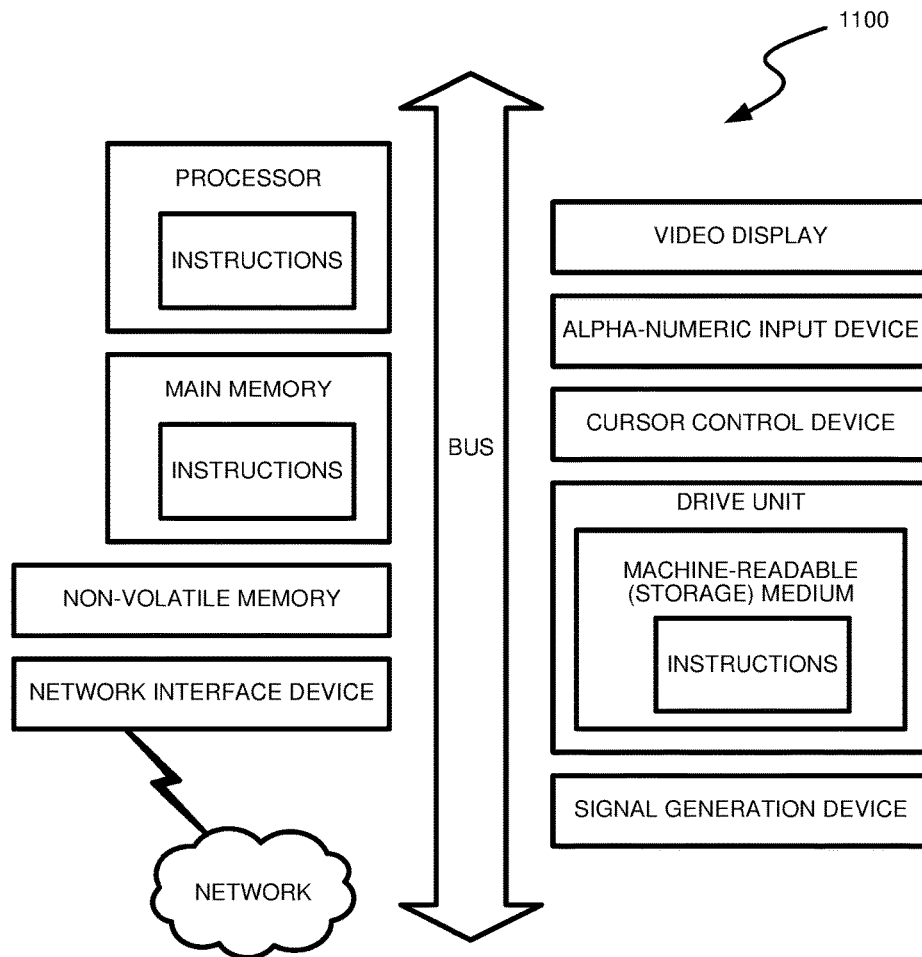 1100
PROCESSOR
INSTRUCTIONS
MAIN MEMORY
INSTRUCTIONS
NON-VOLATILE MEMORY
NETWORK INTERFACE DEVICE
NETWORK
BUS
VIDEO DISPLAY
ALPHA-NUMERIC INPUT DEVICE
CURSOR CONTROL DEVICE
DRIVE UNIT
MACHINE-READABLE
(STORAGE) MEDIUM
INSTRUCTIONS
SIGNAL GENERATION DEVICE